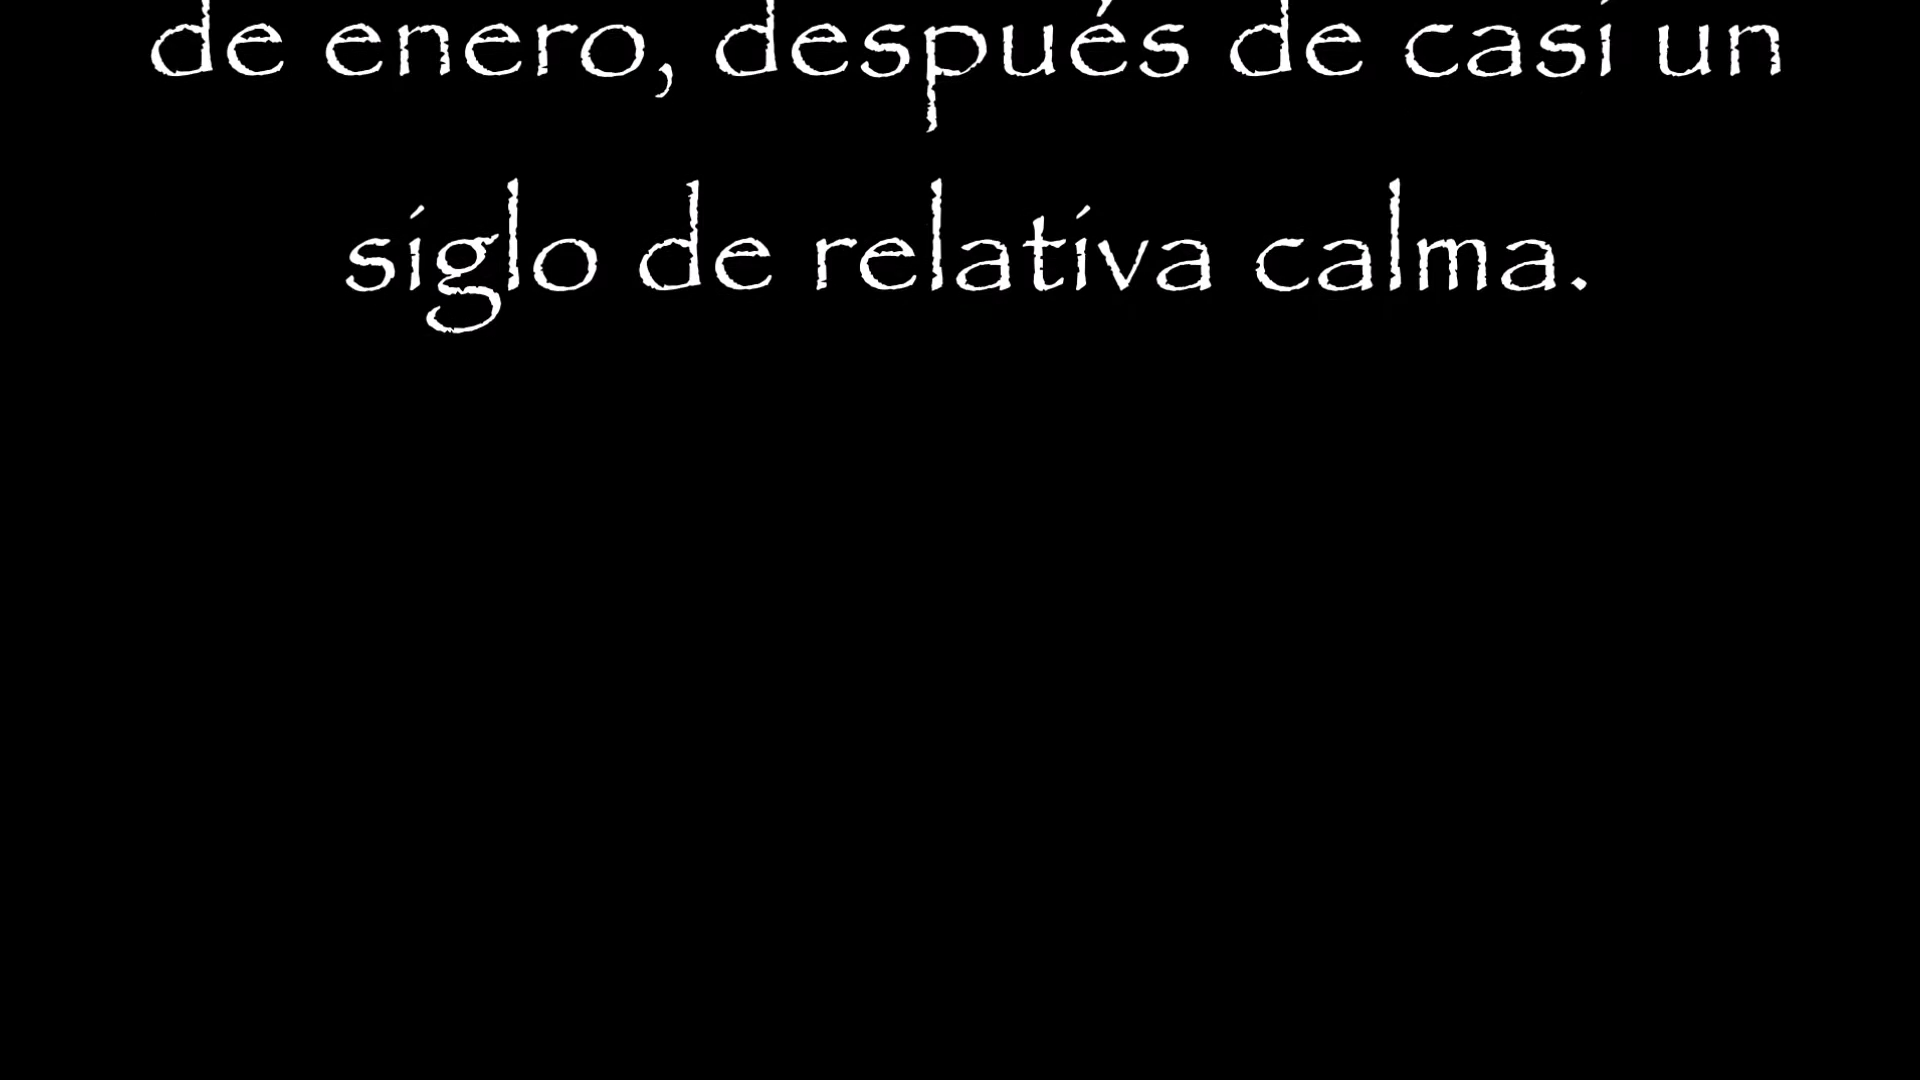 de enero, después de casi un
siglo de relativa calma.